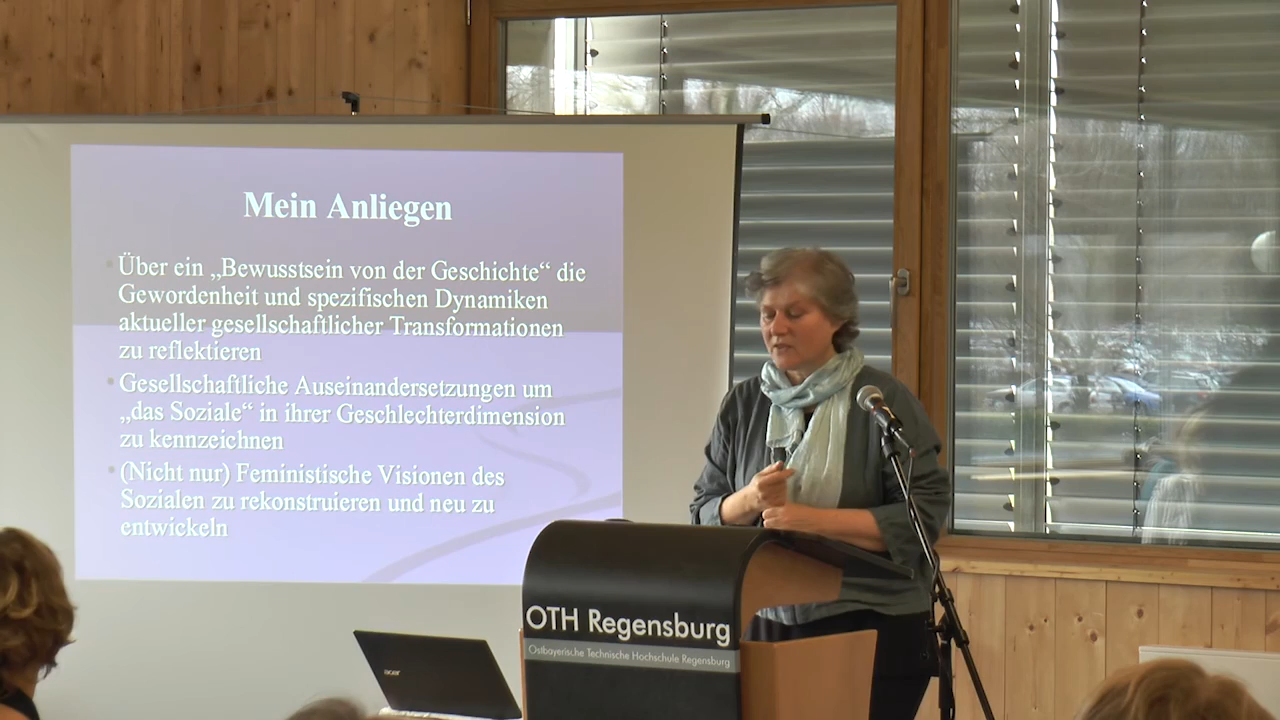 Mein Anliegen
Über ein „Bewusstsein von der Geschichte“ die
Gewordenheit und spezifischen Dynamiken
aktueller gesellschaftlicher Transformationen
zu reflektieren
Gesellschaftliche Auseinandersetzungen um
„das Soziale“ in ihrer Geschlechterdimension
zu kennzeichnen
(Nicht nur) Feministische Visionen des
Sozialen zu rekonstruieren und neu zu
entwickeln
OTH Regensburg
Ostbayerische Technische Hochschule Regensburg
acer